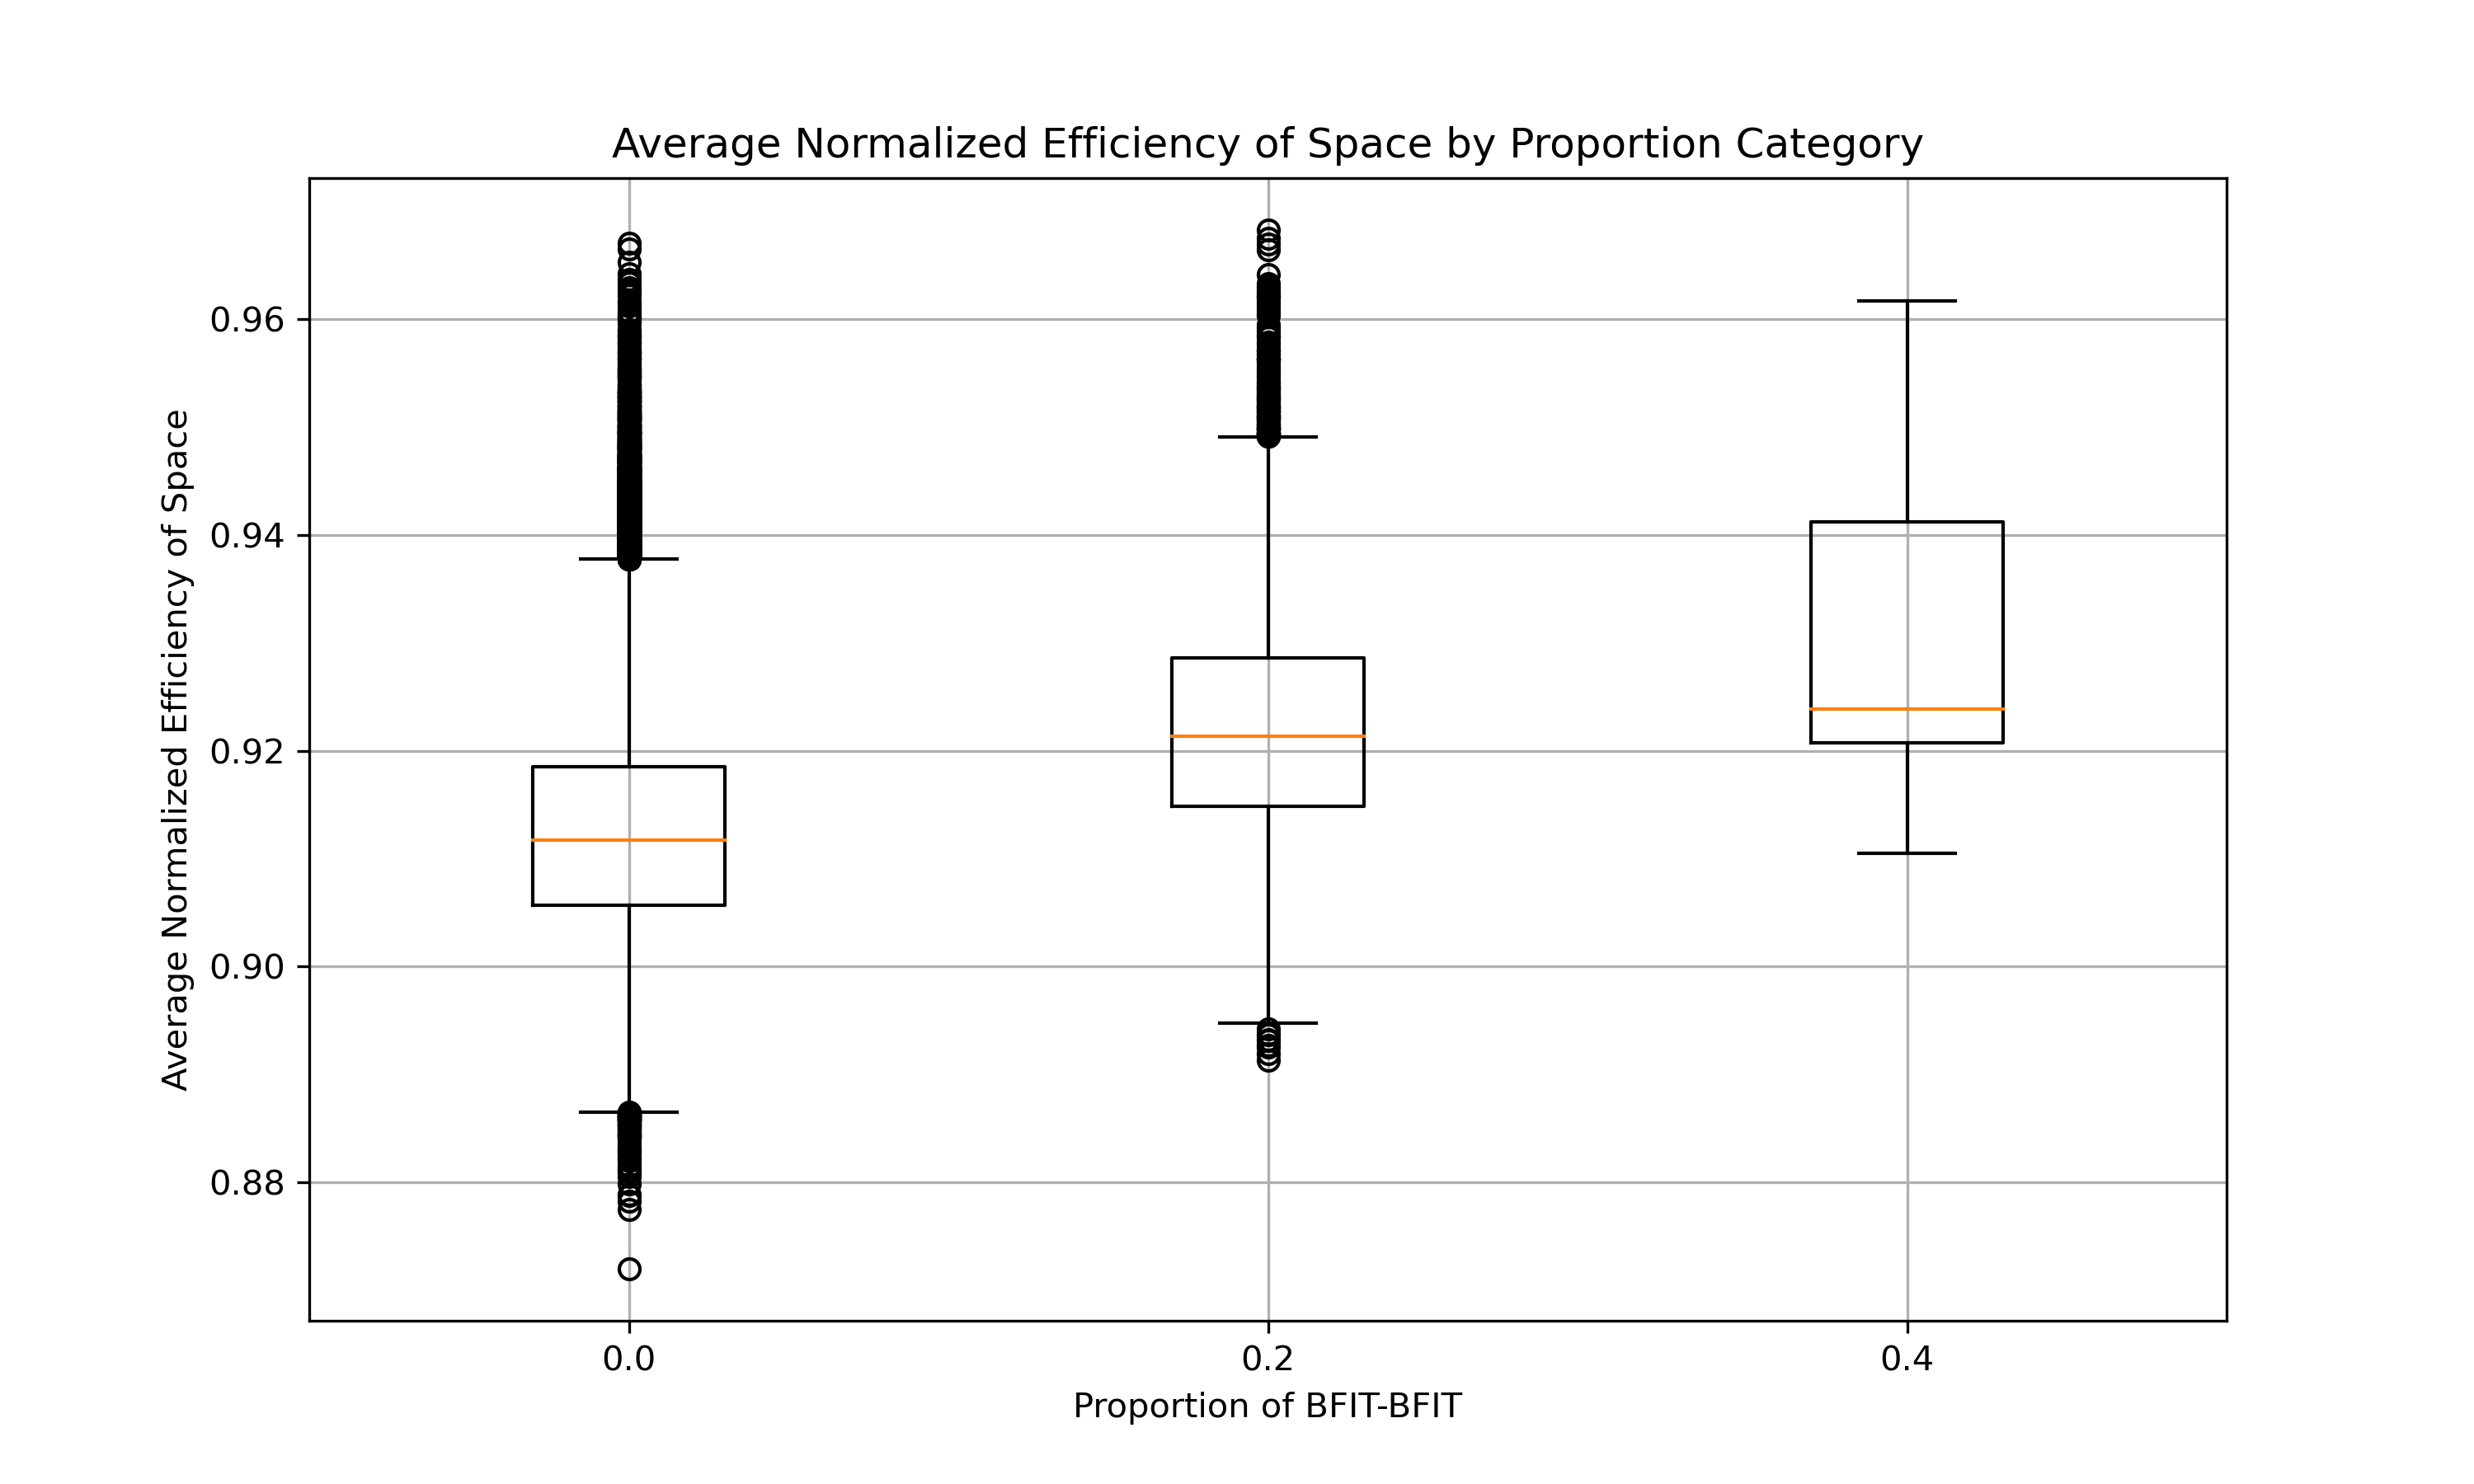 Average Normalized Efficiency of Space by Proportion Category
Average Normalized Efficiency of Space
0.96
0.94
0.92
0.90
0.88
0.0
0.2
0.4
Proportion of BFIT-BFIT